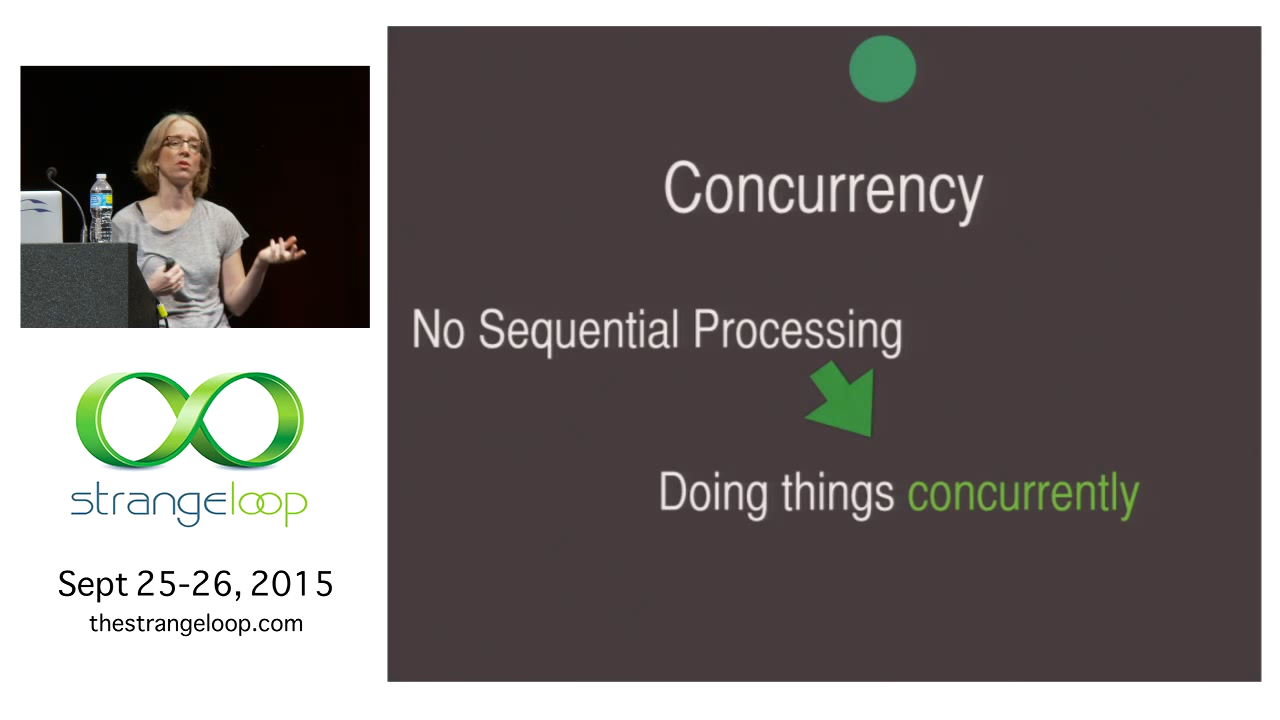 Concurrency
No Sequential Processing
Doing things concurrently
strangeloop
Sept 25-26, 2015
thestrangeloop.com